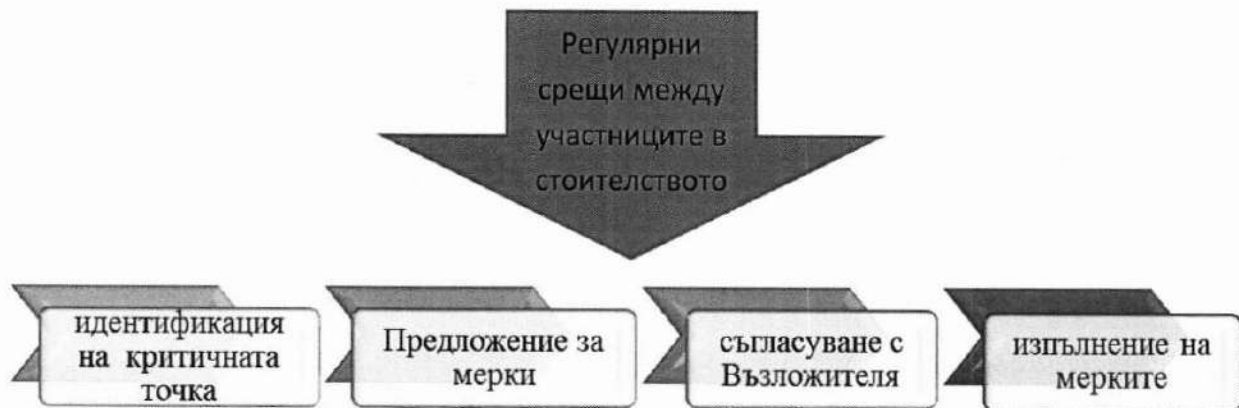 Регулярни
срещи между
участниците в
стоителството
идентификация
на критичната
точка
Предложение за
мерки
съгласуване с
Възложителя
изпълнение на
мерките